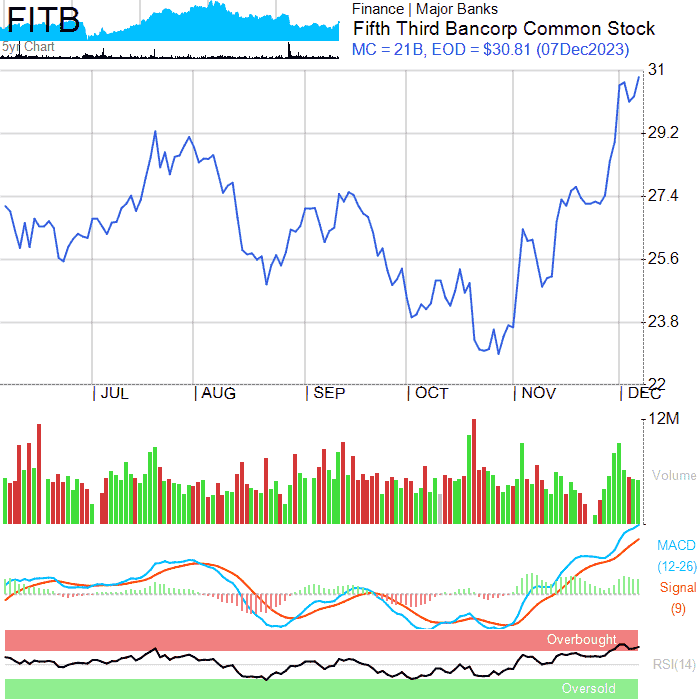 FITB
5yr Chart
Finance | Major Banks
Fifth Third Bancorp Common Stock
MC = 21B, EOD = $30.81 (07Dec2023)
31
29.2
27.4
25.6
23.8
22
JUL AUG SEP OCT NOV DEC
12M
Volume
MACD
(12-26)
Signal
(9)
Overbought
RSI(14)
Oversold